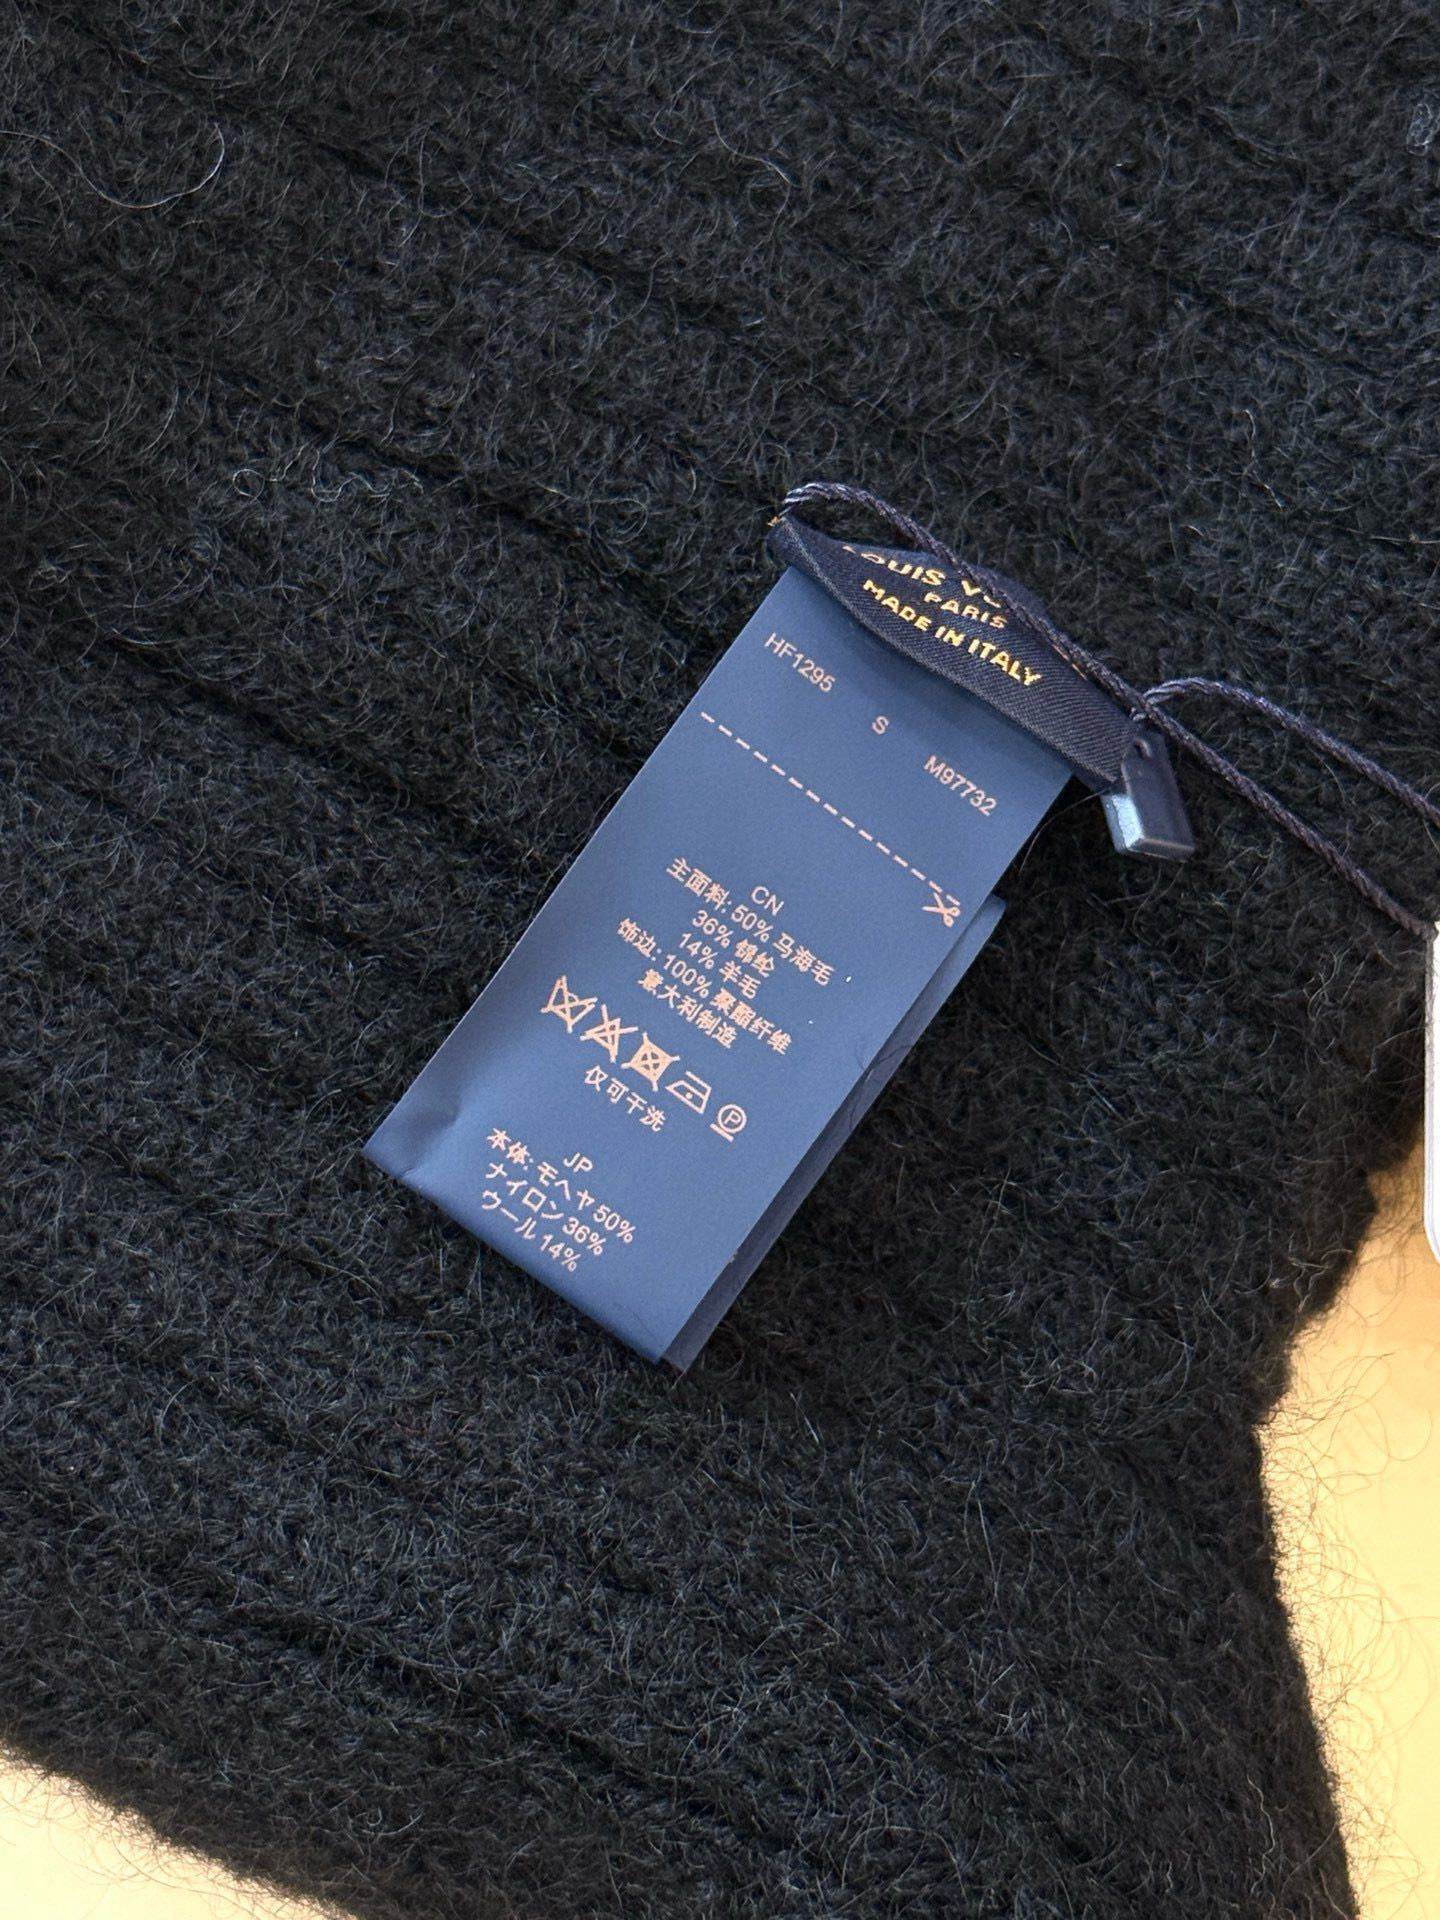 LOUIS VU
PARIS
MADE IN ITALY
HF1295 S M97732
CN
主面料: 50% 马海毛
36% 锦纶
14% 羊毛
饰边: 100% 聚酯纤维
意大利制造
P
仅可干洗
JP
本体: モヘヤ 50%
ナイロン 36%
ウール 14%